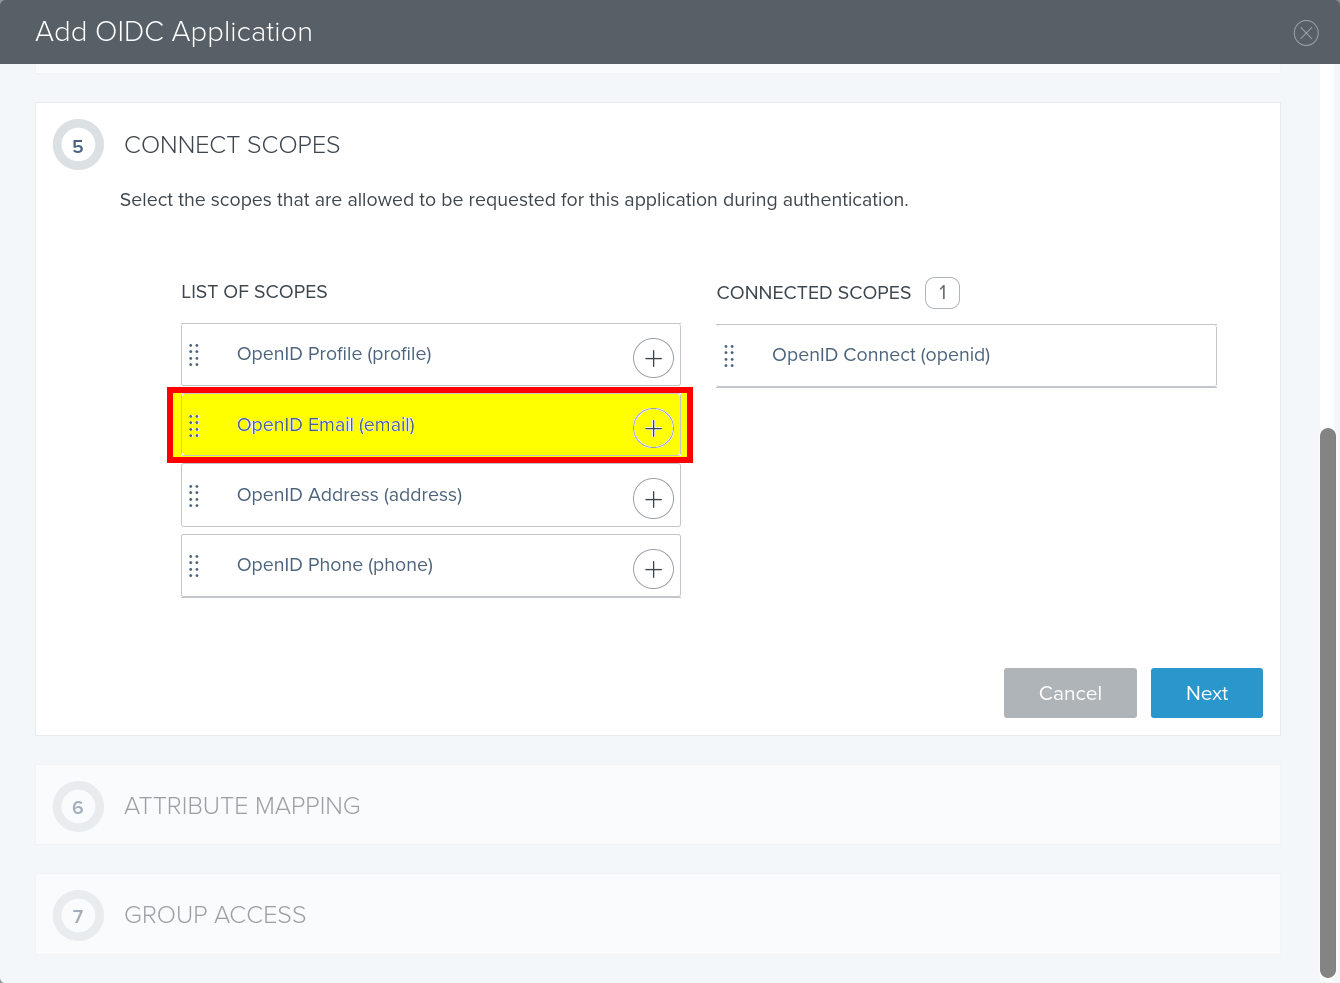 Add OIDC Application
5
CONNECT SCOPES
Select the scopes that are allowed to be requested for this application during authentication.
LIST OF SCOPES
OpenID Profile (profile)
OpenID Email (email)
OpenID Address (address)
OpenID Phone (phone)
CONNECTED SCOPES 1
OpenID Connect (openid)
Cancel
Next
6
ATTRIBUTE MAPPING
7
GROUP ACCESS